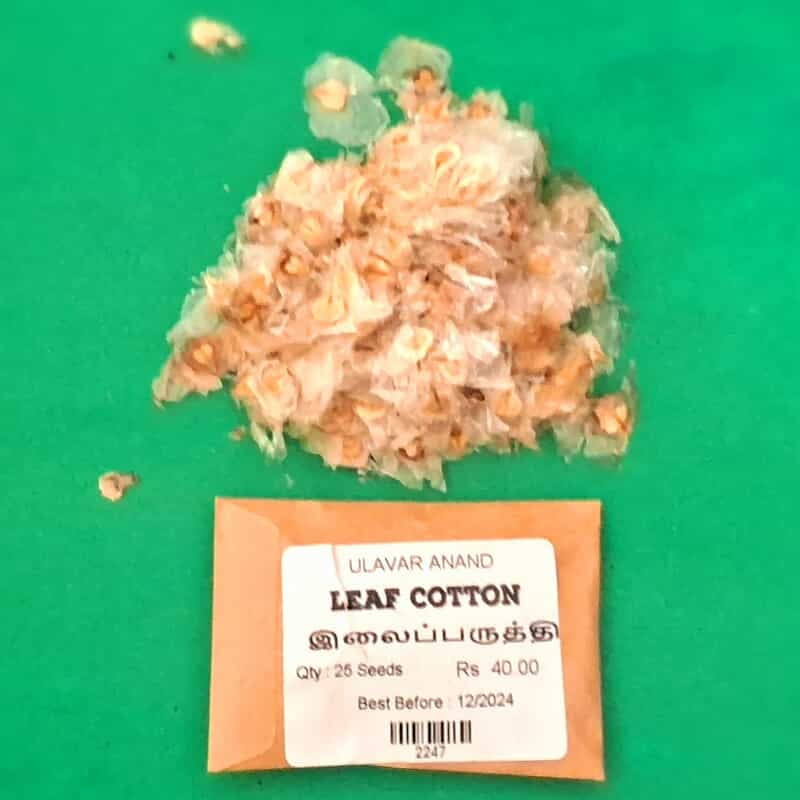 ULAVAR ANAND
LEAF COTTON
இலைப்பருத்தி
Qty : 25 Seeds Rs 40.00
Best Before : 12/2024
2247